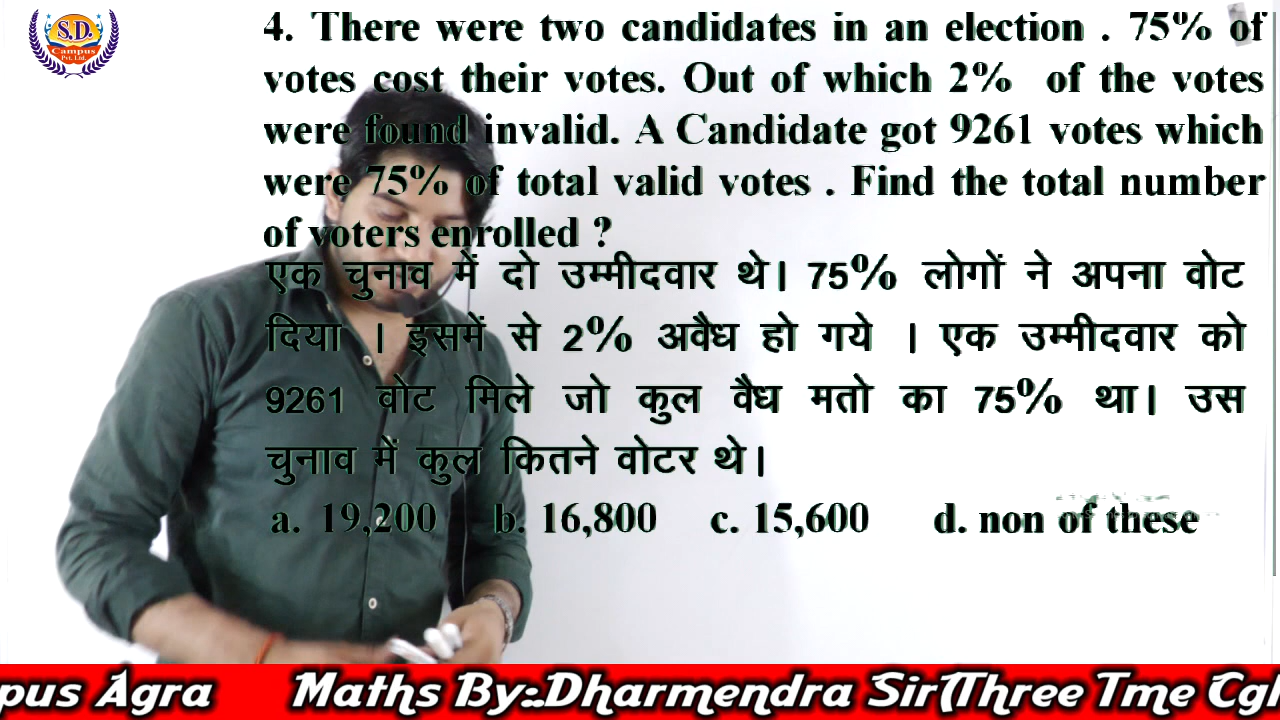 S.D.
Campus
Pvt. Ltd.
4. There were two candidates in an election . 75% of
votes cost their votes. Out of which 2% of the votes
were found invalid. A Candidate got 9261 votes which
were 75% of total valid votes . Find the total number
of voters enrolled ?
एक चुनाव में दो उम्मीदवार थे। 75% लोगों ने अपना वोट
दिया । इसमें से 2% अवैध हो गये । एक उम्मीदवार को
9261 वोट मिले जो कुल वैध मतो का 75% था। उस
चुनाव में कुल कितने वोटर थे।
a. 19,200 b. 16,800 c. 15,600 d. non of these
pus Agra Maths By:-Dharmendra Sir(Three Tme Cgl